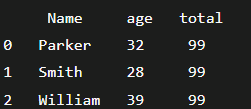 Name age total
0 Parker 32 99
1 Smith 28 99
2 William 39 99